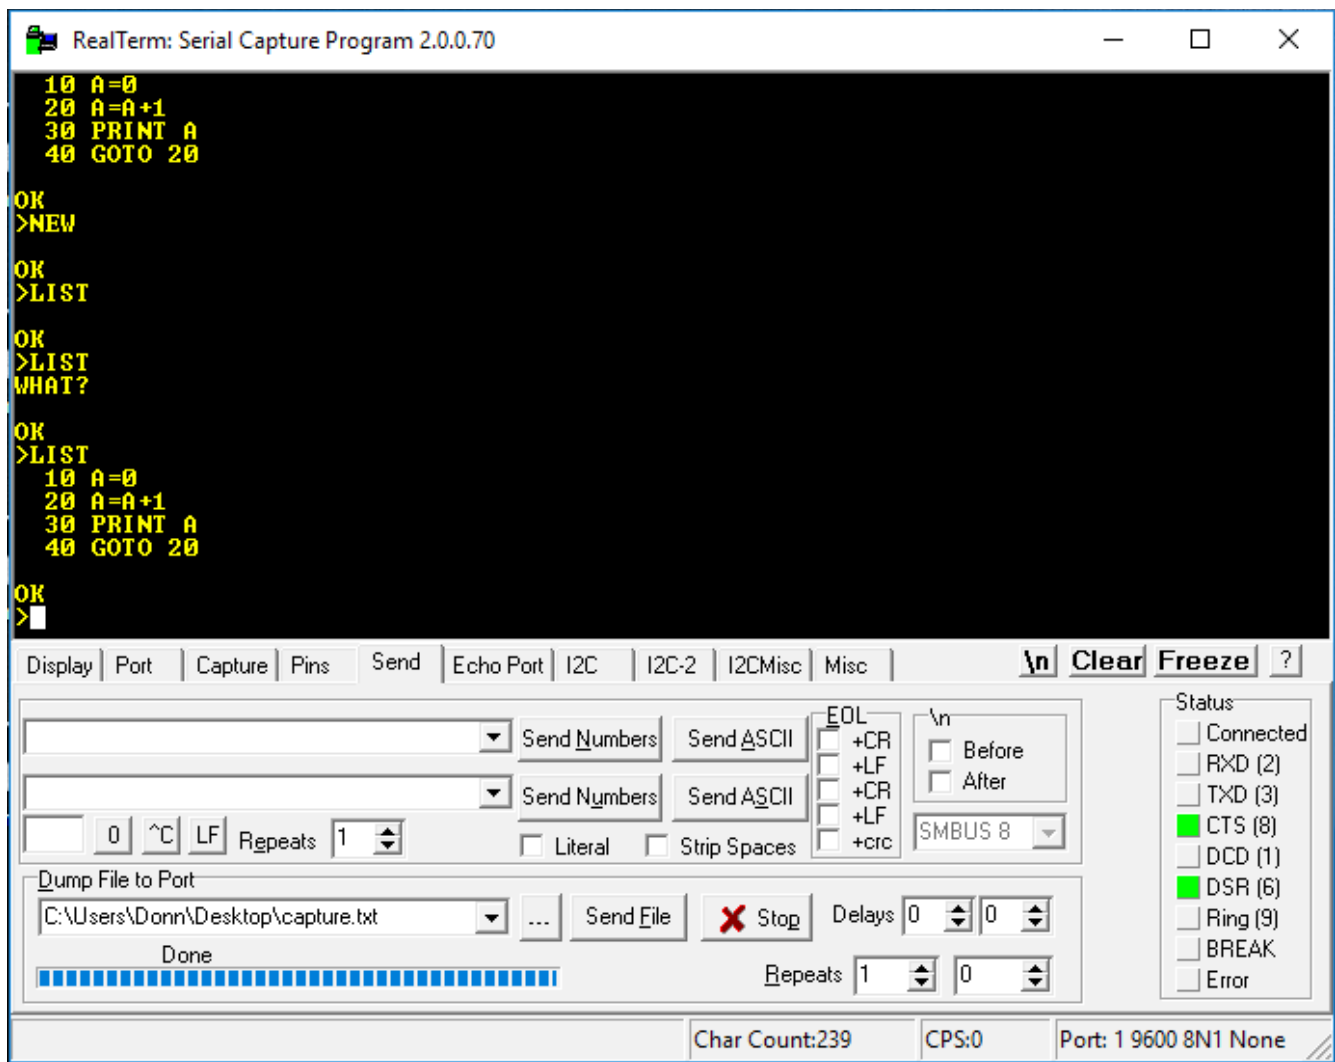 RealTerm: Serial Capture Program 2.0.0.70
10 A=0
20 A=A+1
30 PRINT A
40 GOTO 20
OK
>NEW
OK
>LIST
OK
>LIST
WHAT?
OK
>LIST
10 A=0
20 A=A+1
30 PRINT A
40 GOTO 20
OK
>
Display Port Capture Pins Send Echo Port I2C I2C-2 I2CMisc Misc \n Clear Freeze ?
Send Numbers Send ASCII
Send Numbers Send ASCII
0 ^C LF Repeats 1
Literal Strip Spaces
EOL
+CR
+LF
+CR
+LF
+crc
\n
Before
After
SMBUS 8
Dump File to Port
C:\Users\Donn\Desktop\capture.txt ... Send File Stop Delays 0 0
Done
Repeats 1 0
Status
Connected
RXD (2)
TXD (3)
CTS (8)
DCD (1)
DSR (6)
Ring (9)
BREAK
Error
Char Count:239 CPS:0 Port: 1 9600 8N1 None